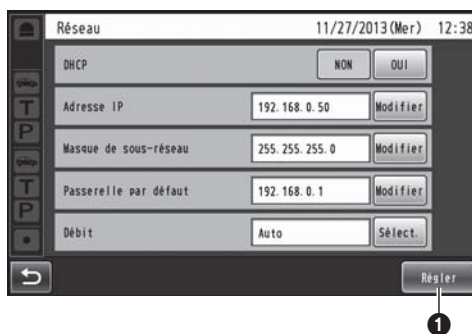 Réseau 11/27/2013(Mer) 12:38
DHCP NON OUI
Adresse IP 192.168.0.50 Modifier
Masque de sous-réseau 255.255.255.0 Modifier
Passerelle par défaut 192.168.0.1 Modifier
Débit Auto Sélect.
T
P
T
P
Régler
1